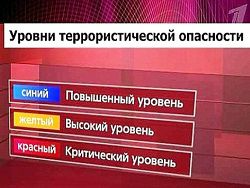 Уровни террористической опасности
синий Повышенный уровень
желтый Высокий уровень
красный Критический уровень